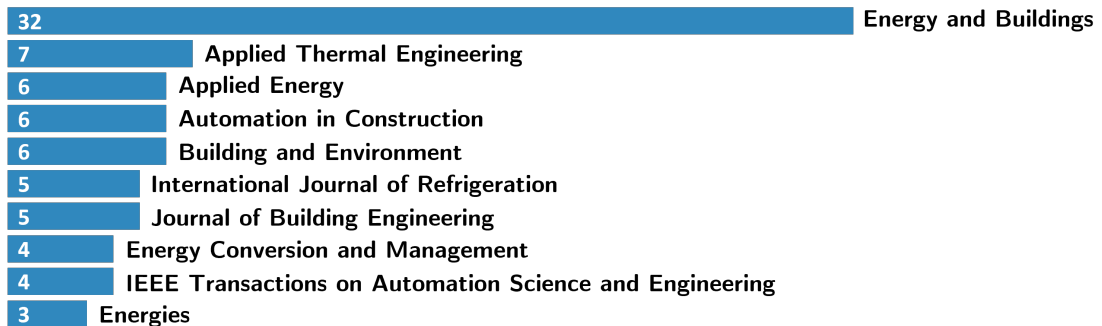 32 Energy and Buildings
7 Applied Thermal Engineering
6 Applied Energy
6 Automation in Construction
6 Building and Environment
5 International Journal of Refrigeration
5 Journal of Building Engineering
4 Energy Conversion and Management
4 IEEE Transactions on Automation Science and Engineering
3 Energies